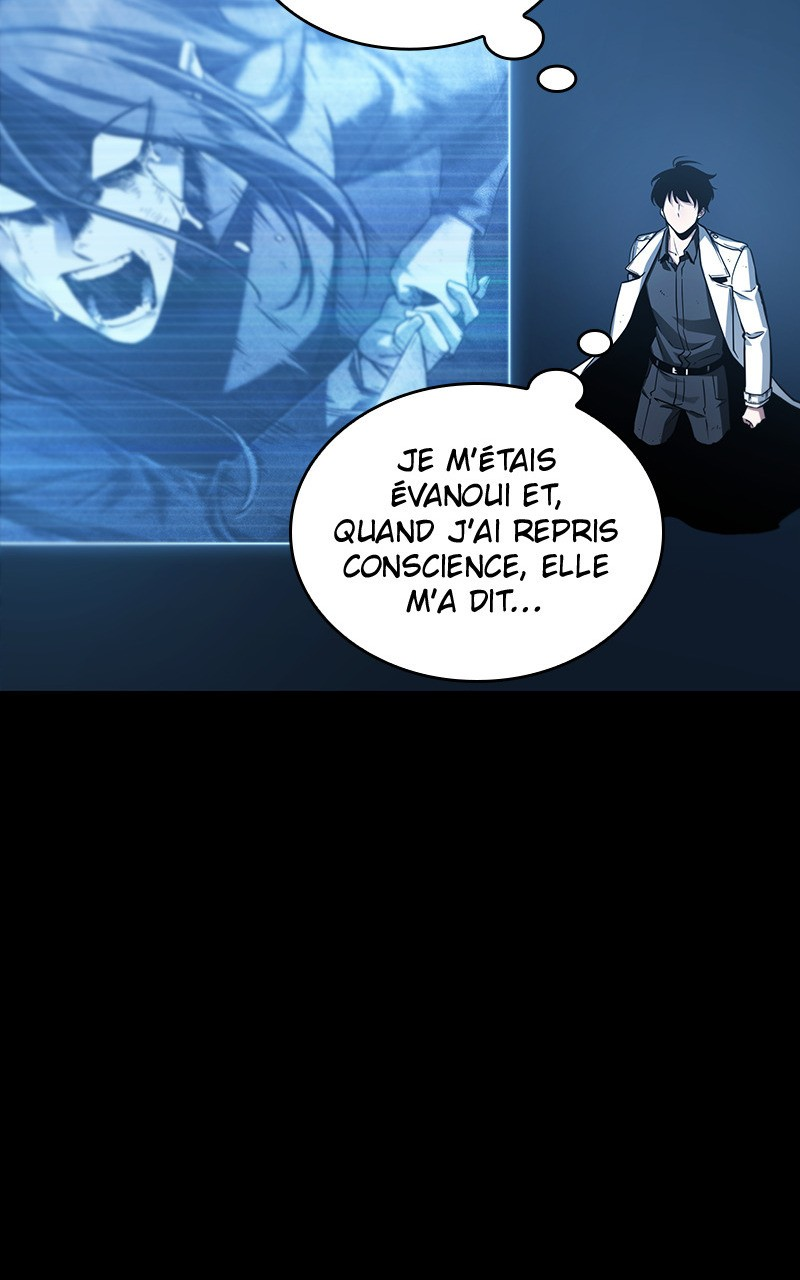 JE M'ÉTAIS
ÉVANOUI ET,
QUAND J'AI REPRIS
CONSCIENCE, ELLE
M'A DIT...